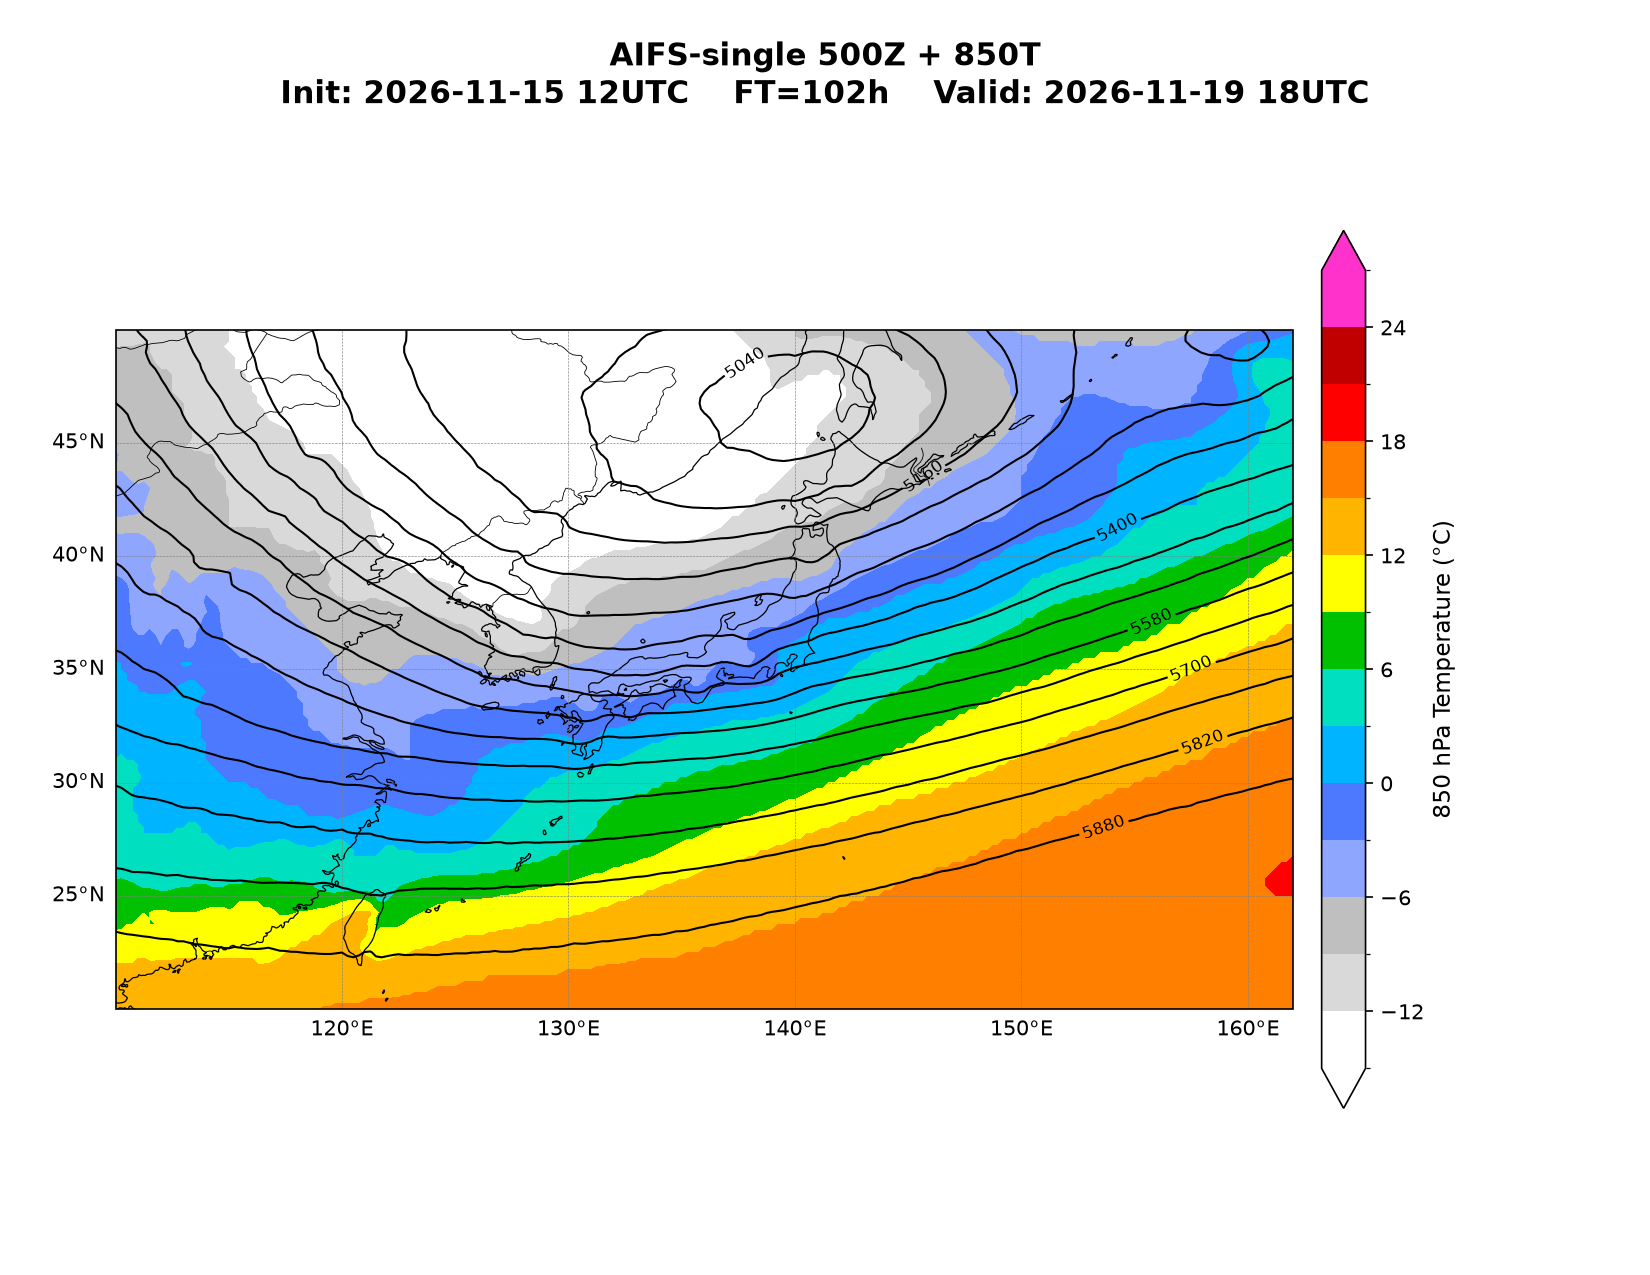 AIFS-single 500Z + 850T
Init: 2026-11-15 12UTC    FT=102h    Valid: 2026-11-19 18UTC
5040
5160
5400
5580
5700
5820
5880
45°N
40°N
35°N
30°N
25°N
120°E
130°E
140°E
150°E
160°E
24
18
12
6
0
−6
−12
850 hPa Temperature (°C)